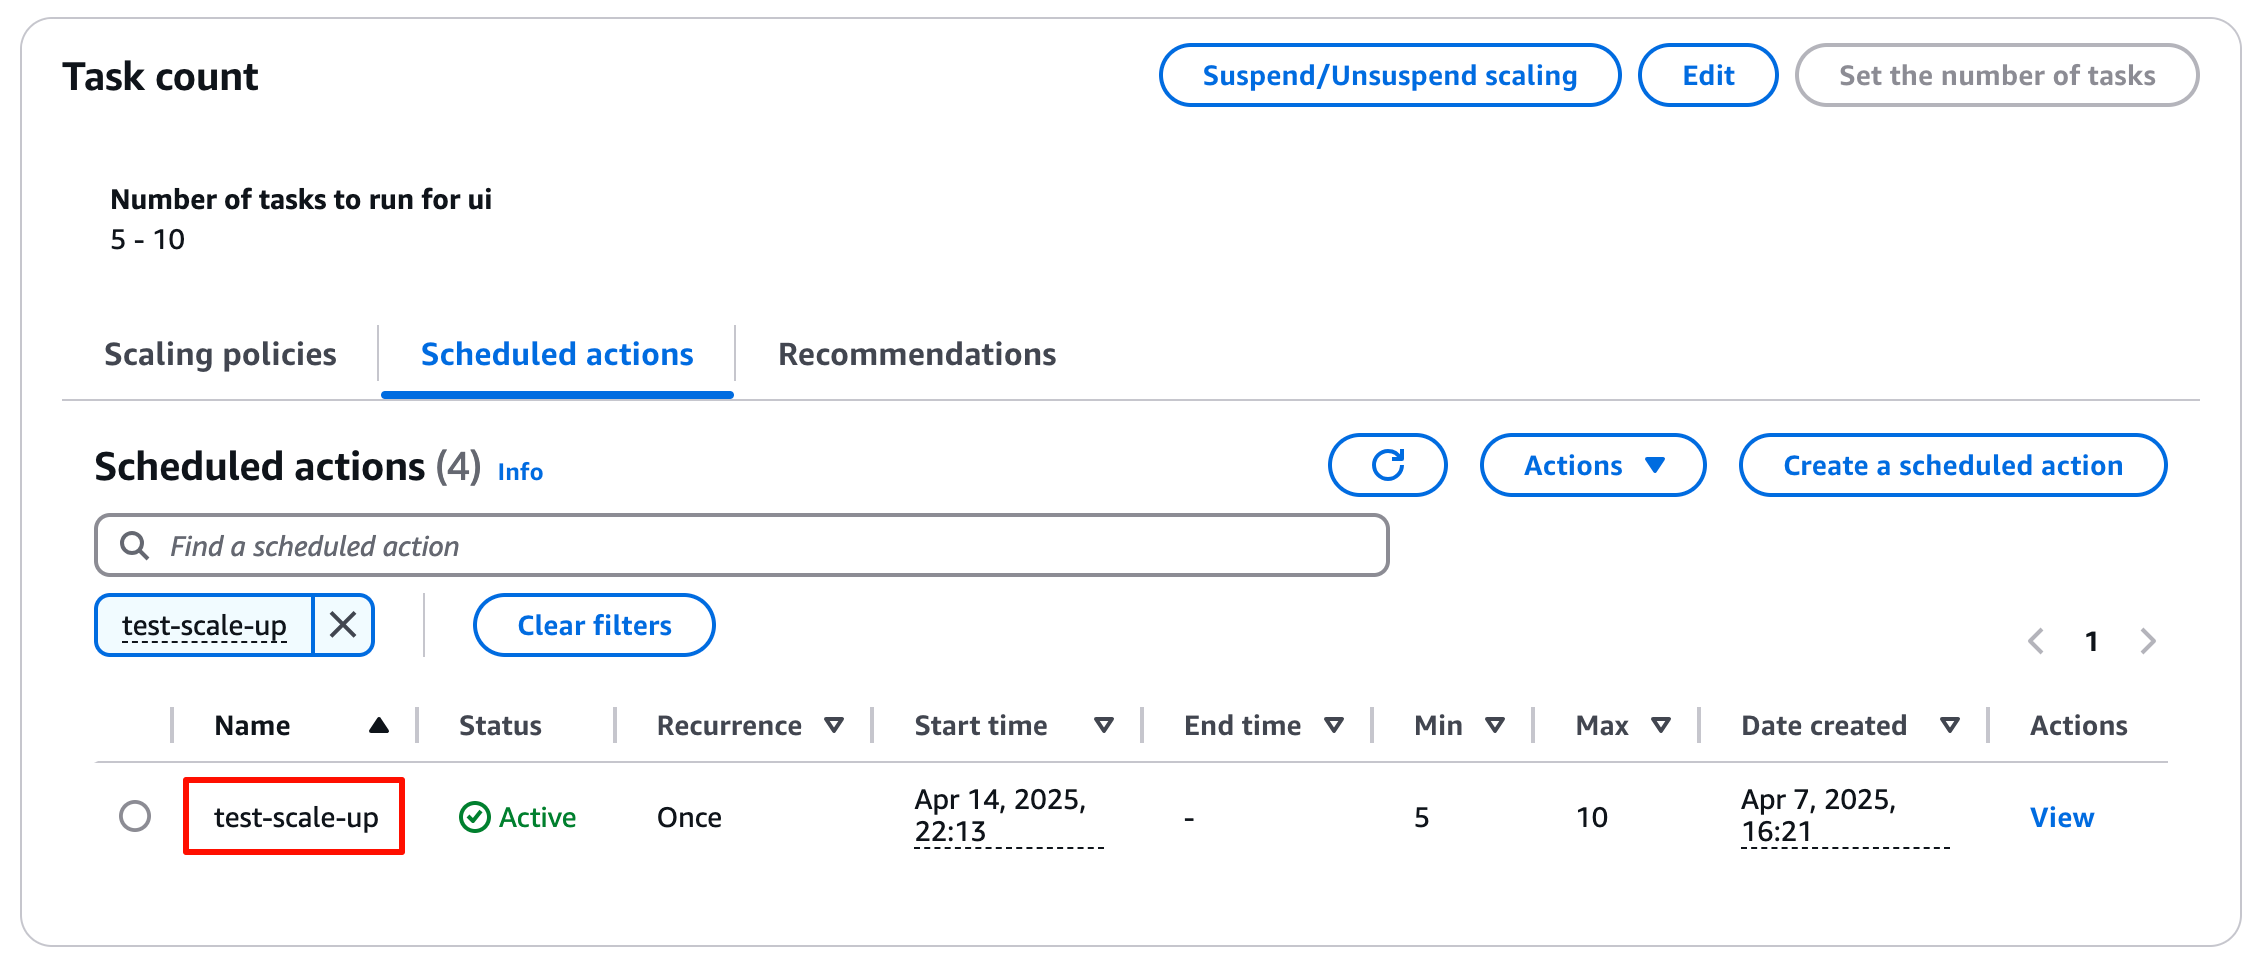 Task count
Suspend/Unsuspend scaling
Edit
Set the number of tasks
Number of tasks to run for ui
5 - 10
Scaling policies
Scheduled actions
Recommendations
Scheduled actions (4) Info
Actions
Create a scheduled action
Find a scheduled action
test-scale-up
Clear filters
1
Name
Status
Recurrence
Start time
End time
Min
Max
Date created
Actions
test-scale-up
Active
Once
Apr 14, 2025,
22:13
-
5
10
Apr 7, 2025,
16:21
View